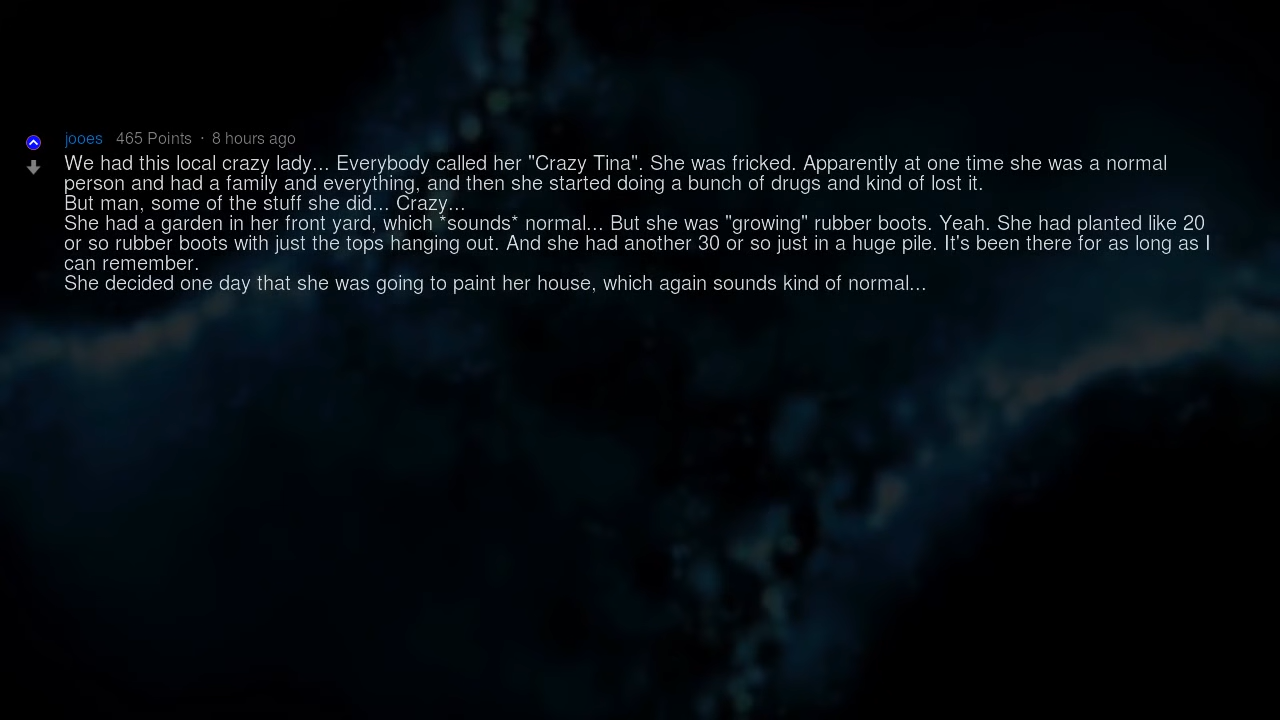 jooes 465 Points · 8 hours ago
We had this local crazy lady... Everybody called her "Crazy Tina". She was fricked. Apparently at one time she was a normal
person and had a family and everything, and then she started doing a bunch of drugs and kind of lost it.
But man, some of the stuff she did... Crazy...
She had a garden in her front yard, which *sounds* normal... But she was "growing" rubber boots. Yeah. She had planted like 20
or so rubber boots with just the tops hanging out. And she had another 30 or so just in a huge pile. It's been there for as long as I
can remember.
She decided one day that she was going to paint her house, which again sounds kind of normal...